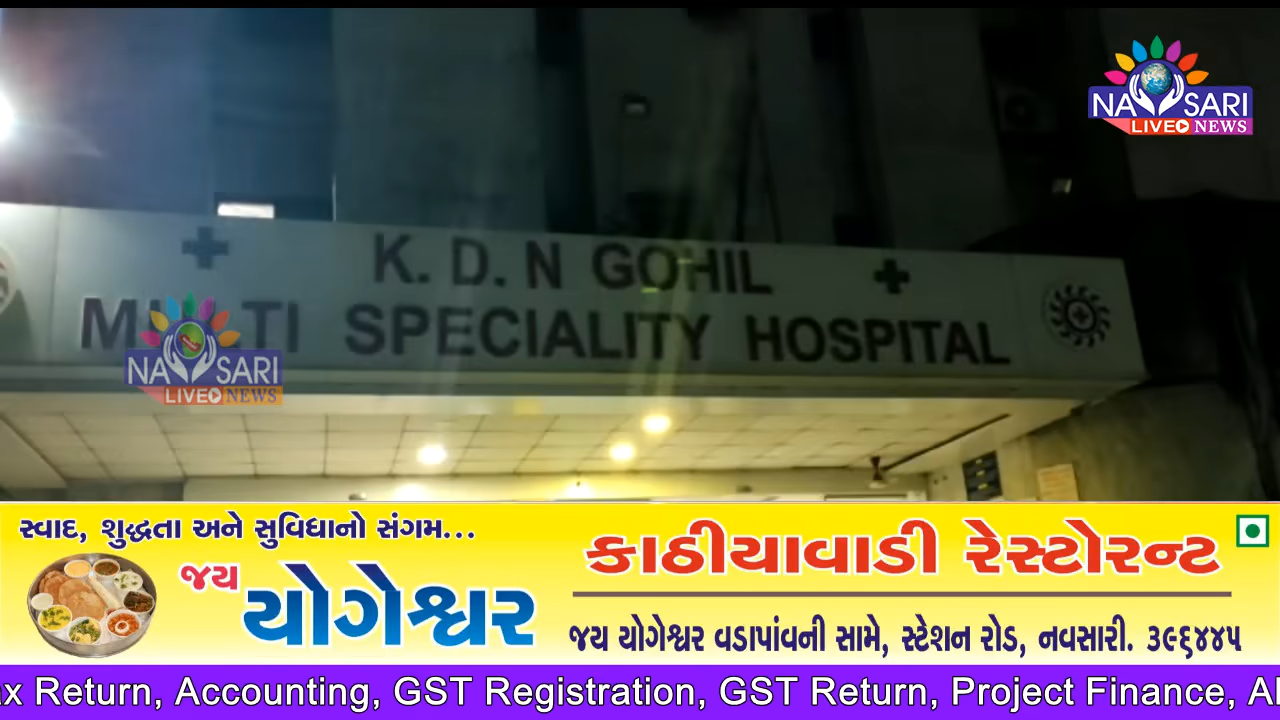 NAVSARI
LIVE NEWS
K. D. N GOHIL
MULTI SPECIALITY HOSPITAL
NAVSARI
LIVE NEWS
સ્વાદ, શુદ્ધતા અને સુવિધાનો સંગમ...
જય
યોગેશ્વર
કાઠીયાવાડી રેસ્ટોરન્ટ
જય યોગેશ્વર વડાપાંવની સામે, સ્ટેશન રોડ, નવસારી. ૩૯૬૪૪૫
Return, Accounting, GST Registration, GST Return, Project Finance,